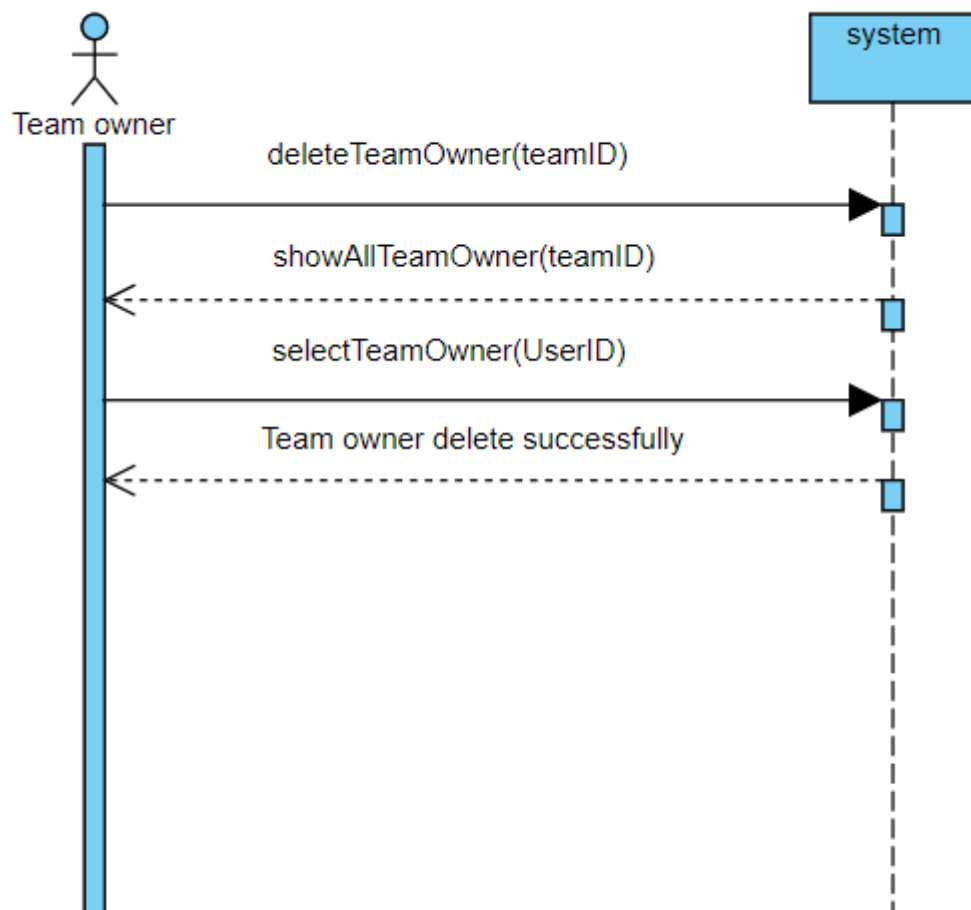 system
Team owner
deleteTeamOwner(teamID)
showAllTeamOwner(teamID)
selectTeamOwner(UserID)
Team owner delete successfully